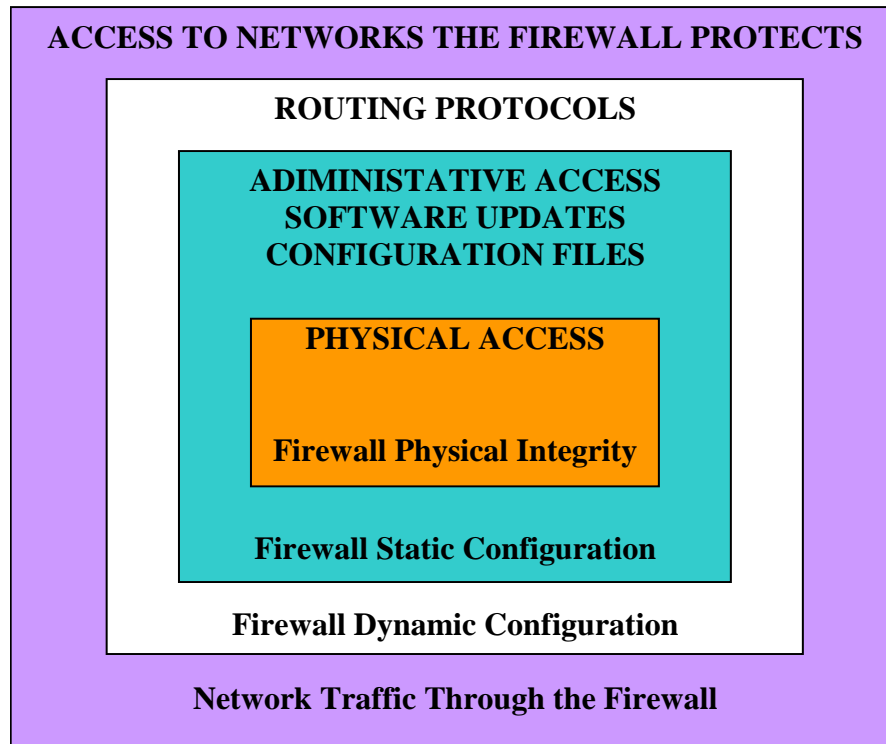 ACCESS TO NETWORKS THE FIREWALL PROTECTS
ROUTING PROTOCOLS
ADIMINISTATIVE ACCESS
SOFTWARE UPDATES
CONFIGURATION FILES
PHYSICAL ACCESS
Firewall Physical Integrity
Firewall Static Configuration
Firewall Dynamic Configuration
Network Traffic Through the Firewall